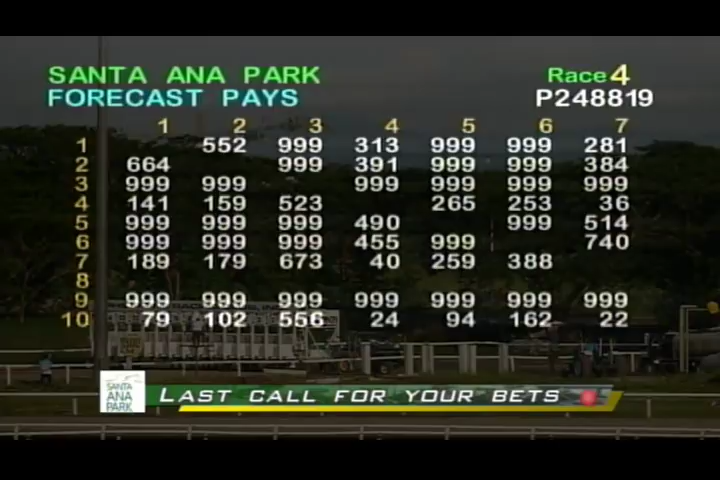 SANTA ANA PARK Race 4
FORECAST PAYS P248819
1 2 3 4 5 6 7
1 552 999 313 999 999 281
2 664 999 391 999 999 384
3 999 999 999 999 999 999
4 141 159 523 265 253 36
5 999 999 999 490 999 514
6 999 999 999 455 999 740
7 189 179 673 40 259 388
8
9 999 999 999 999 999 999 999
10 79 102 556 24 94 162 22
SANTA
ANA
PARK
LAST CALL FOR YOUR BETS